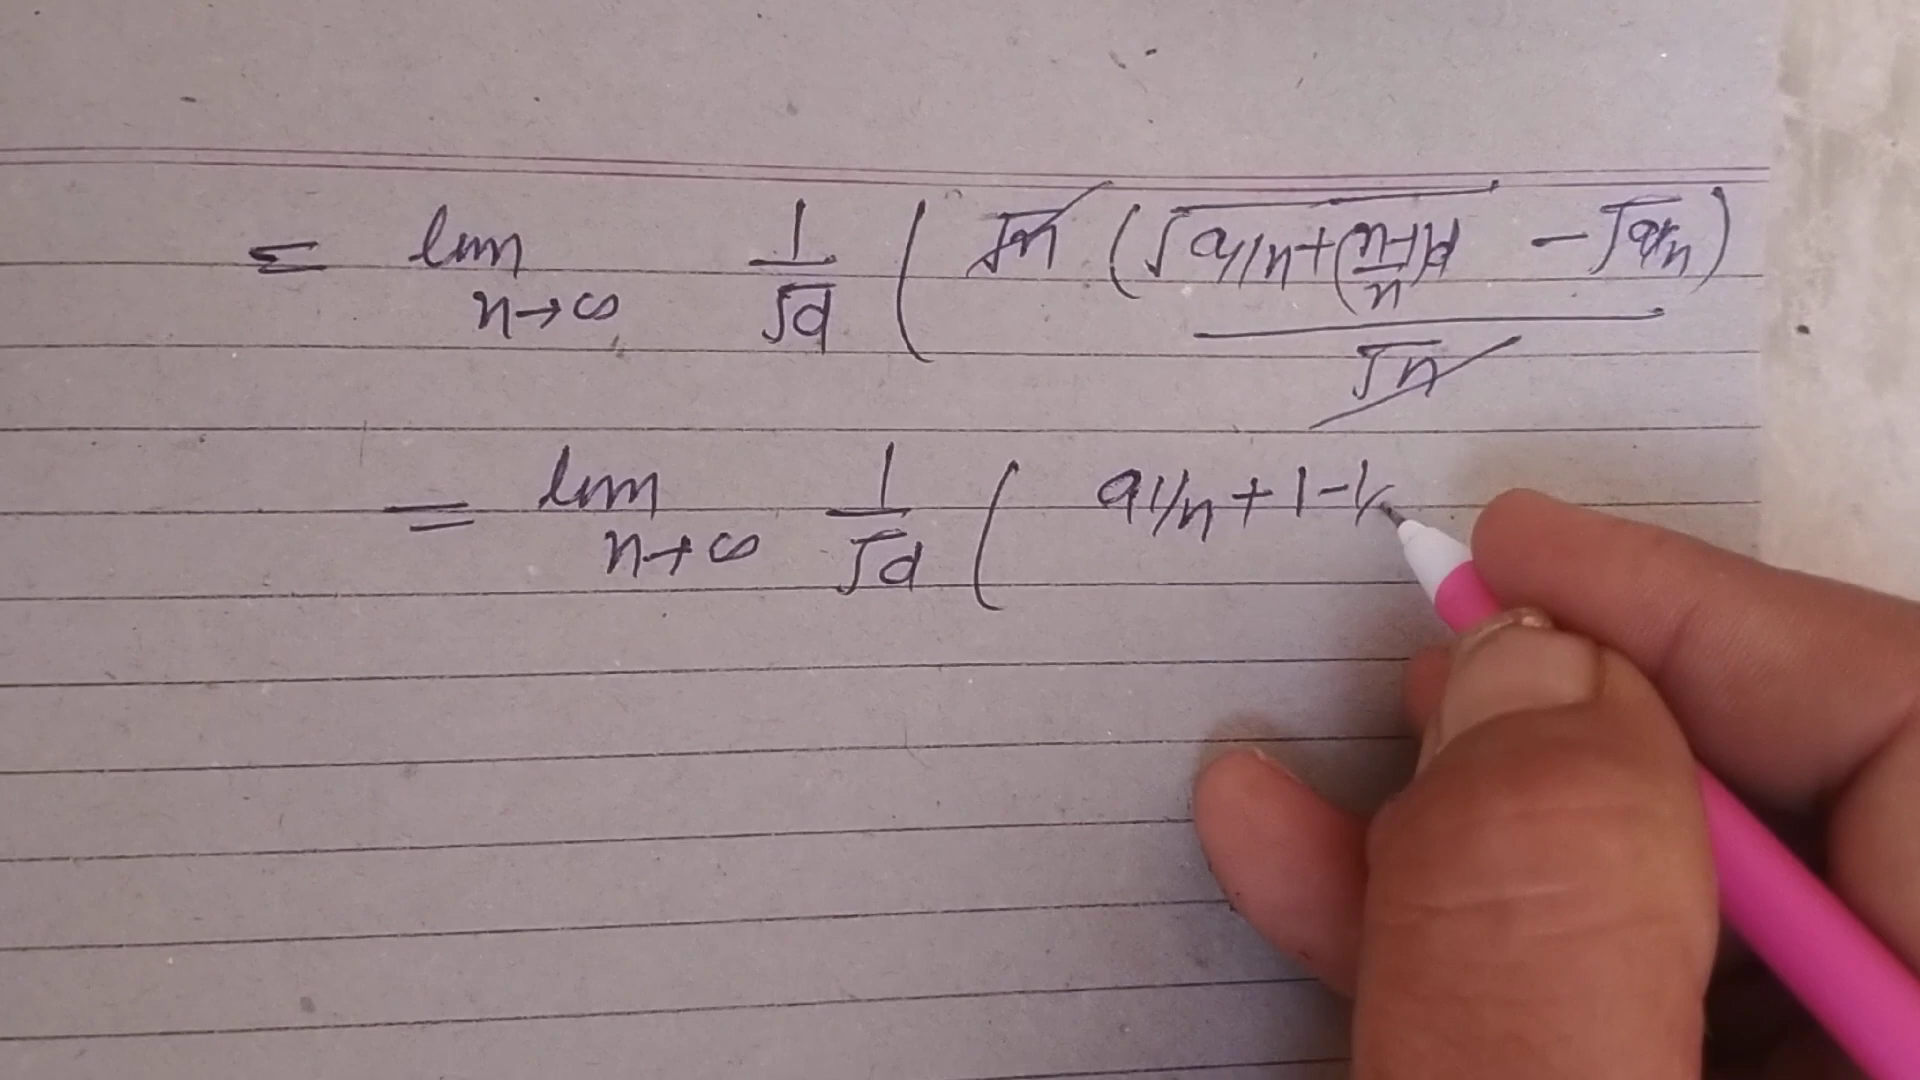 = lim n→∞ 1/√d ( √n (√a1/n+(n-1/n)d - √a1/n) / √n
= lim n→∞ 1/√d ( a1/n + 1 - 1